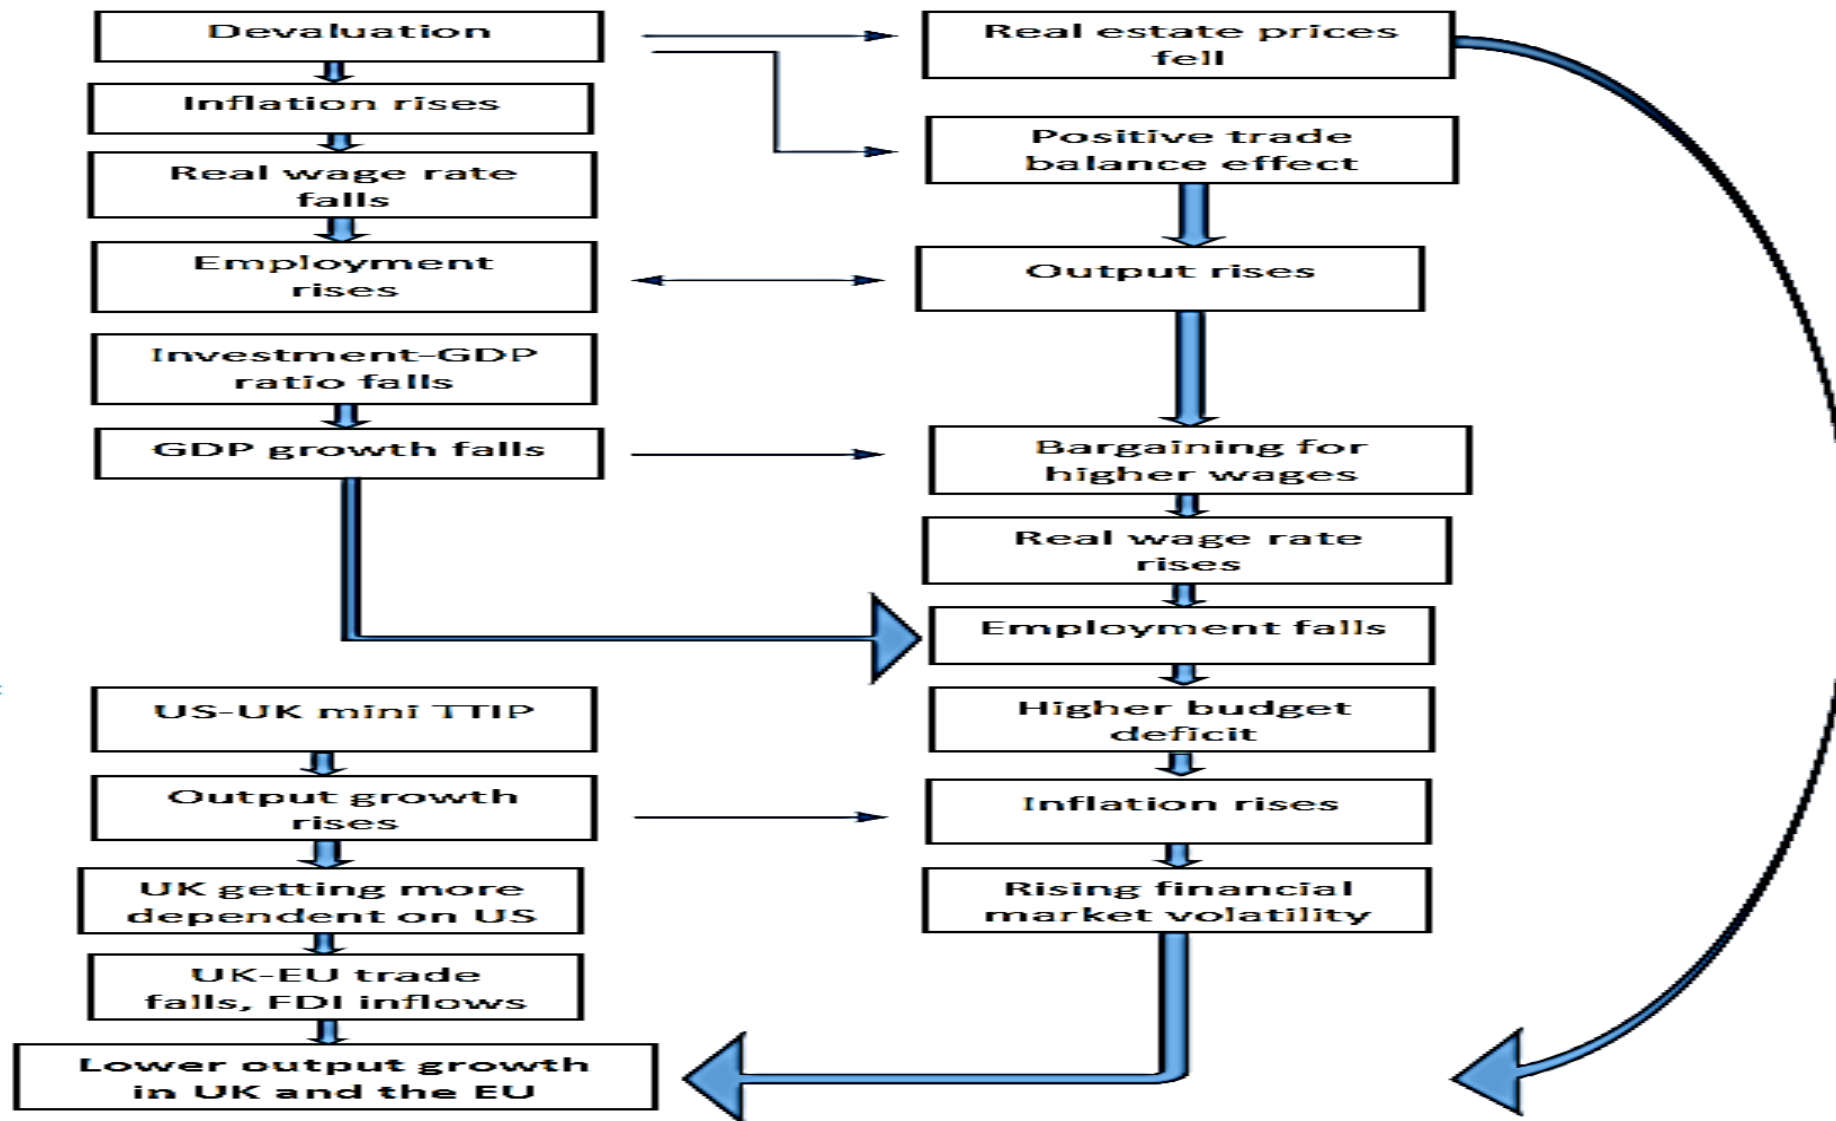 Devaluation
Inflation rises
Real wage rate
falls
Employment
rises
Investment-GDP
ratio falls
GDP growth falls
US-UK mini TTIP
Output growth
rises
UK getting more
dependent on US
UK-EU trade
falls, FDI inflows
Lower output growth
in UK and the EU
Real estate prices
fell
Positive trade
balance effect
Output rises
Bargaining for
higher wages
Real wage rate
rises
Employment falls
Higher budget
deficit
Inflation rises
Rising financial
market volatility